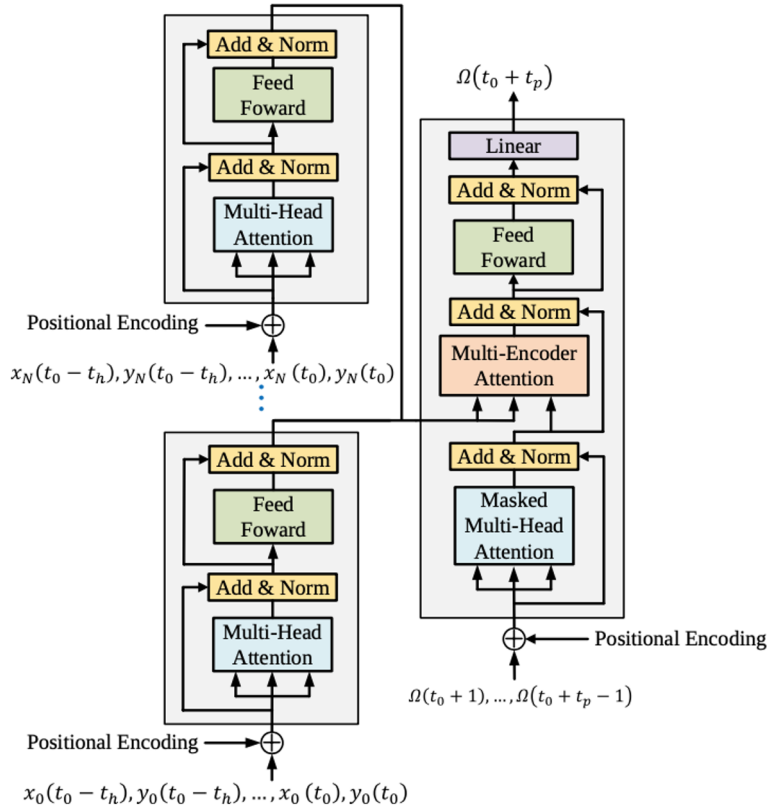 Add & Norm
Feed
Foward
Add & Norm
Multi-Head
Attention
Positional Encoding
x_N(t_0 − t_h), y_N(t_0 − t_h), ..., x_N (t_0), y_N(t_0)
Add & Norm
Feed
Foward
Add & Norm
Multi-Head
Attention
Positional Encoding
x_0(t_0 − t_h), y_0(t_0 − t_h), ..., x_0 (t_0), y_0(t_0)
Ω(t_0 + t_p)
Linear
Add & Norm
Feed
Foward
Add & Norm
Multi-Encoder
Attention
Add & Norm
Masked
Multi-Head
Attention
Positional Encoding
Ω(t_0 + 1), ..., Ω(t_0 + t_p − 1)